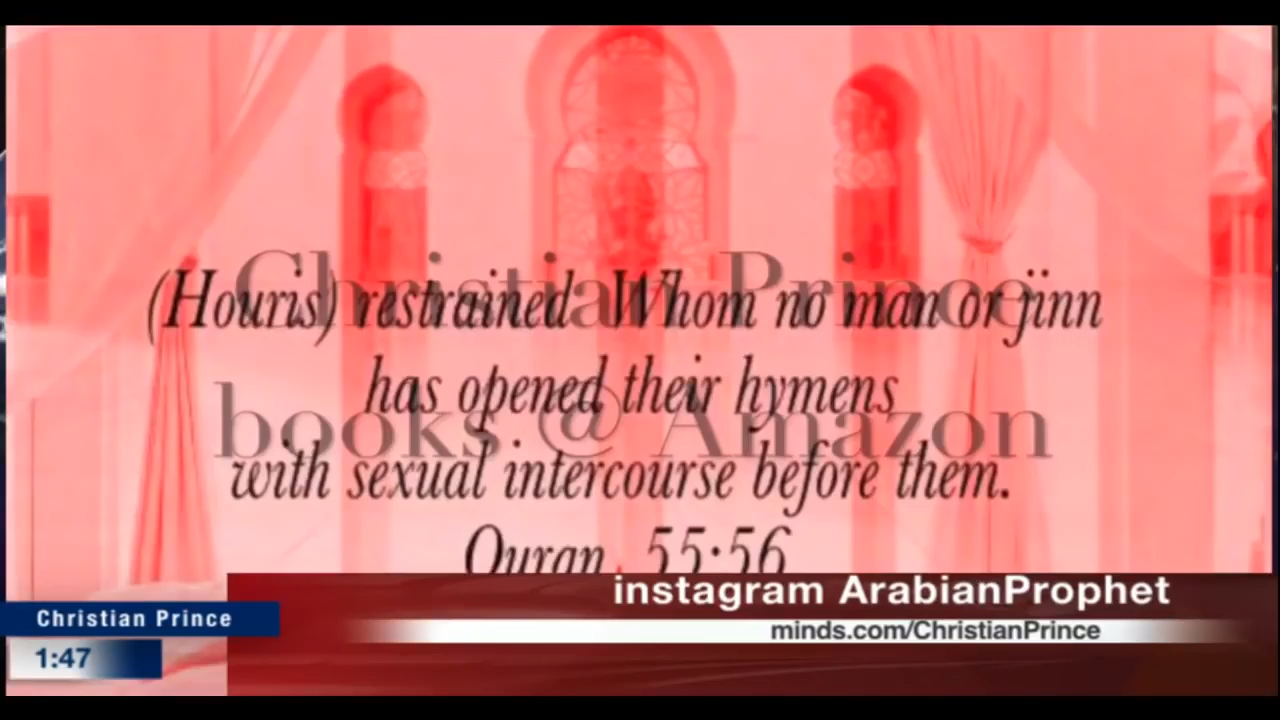 Christian Prince
(Houris) restrained Whom no man or jinn
has opened their hymens
books @ Amazon
with sexual intercourse before them.
Quran 55:56
instagram ArabianProphet
Christian Prince
minds.com/ChristianPrince
1:47